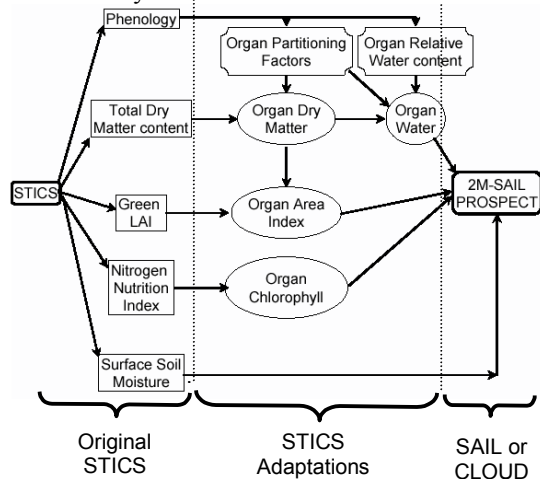 Phenology
Organ Partitioning
Factors
Organ Relative
Water content
Total Dry
Matter content
Organ Dry
Matter
Organ
Water
STICS
Green
LAI
Organ Area
Index
2M-SAIL
PROSPECT
Nitrogen
Nutrition
Index
Organ
Chlorophyll
Surface Soil
Moisture
Original
STICS
STICS
Adaptations
SAIL or
CLOUD